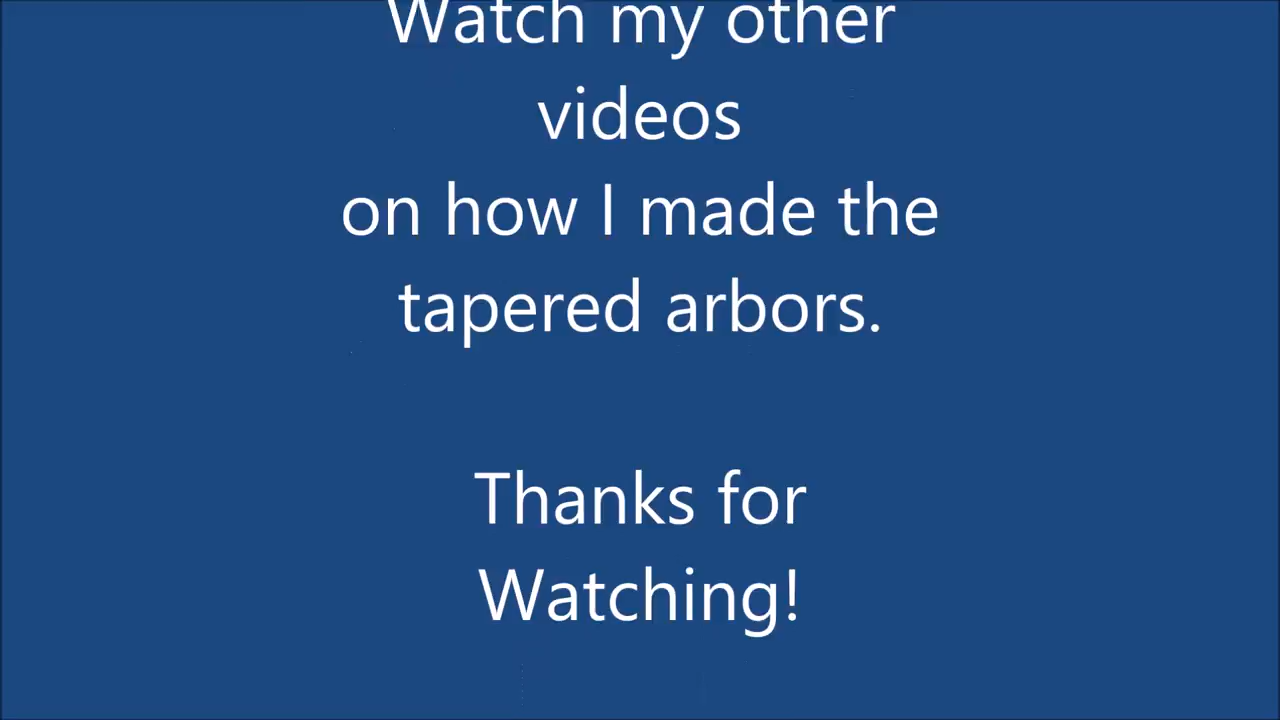 Watch my other
videos
on how I made the
tapered arbors.
Thanks for
Watching!